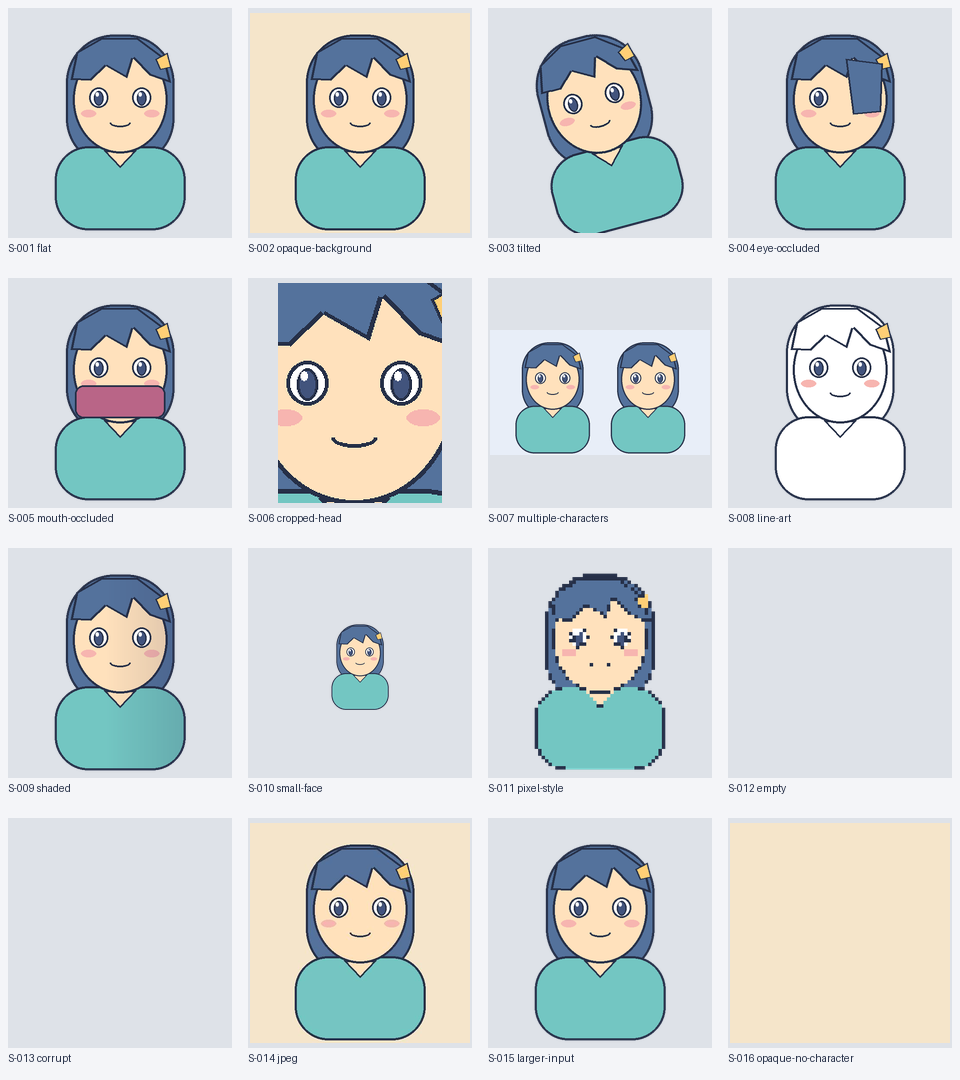 S-001 flat
S-002 opaque-background
S-003 tilted
S-004 eye-occluded
S-005 mouth-occluded
S-006 cropped-head
S-007 multiple-characters
S-008 line-art
S-009 shaded
S-010 small-face
S-011 pixel-style
S-012 empty
S-013 corrupt
S-014 jpeg
S-015 larger-input
S-016 opaque-no-character